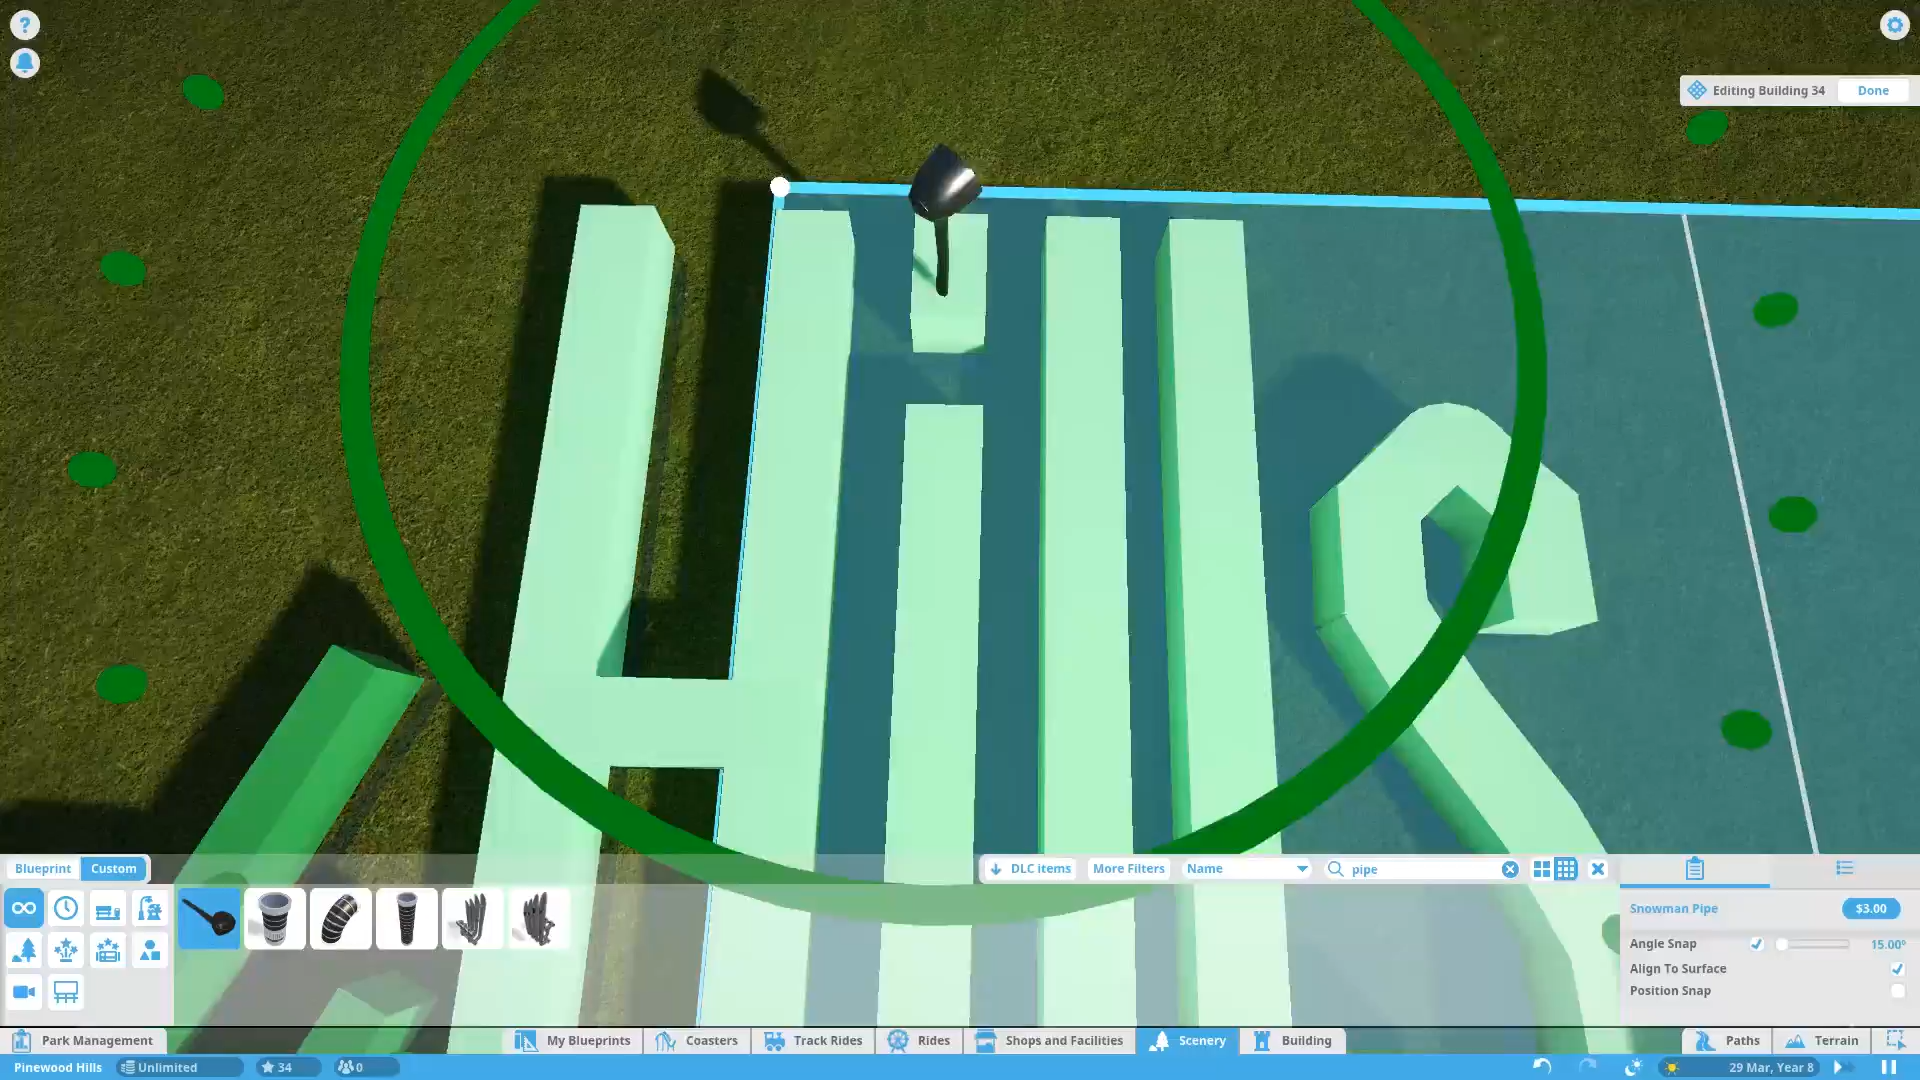 ?
Editing Building 34 Done
Hills
Blueprint Custom
DLC items More Filters Name pipe
Snowman Pipe $3.00
Angle Snap 15.00°
Align To Surface
Position Snap
Park Management My Blueprints Coasters Track Rides Rides Shops and Facilities Scenery Building Paths Terrain
Pinewood Hills Unlimited 34 0 29 Mar, Year 8